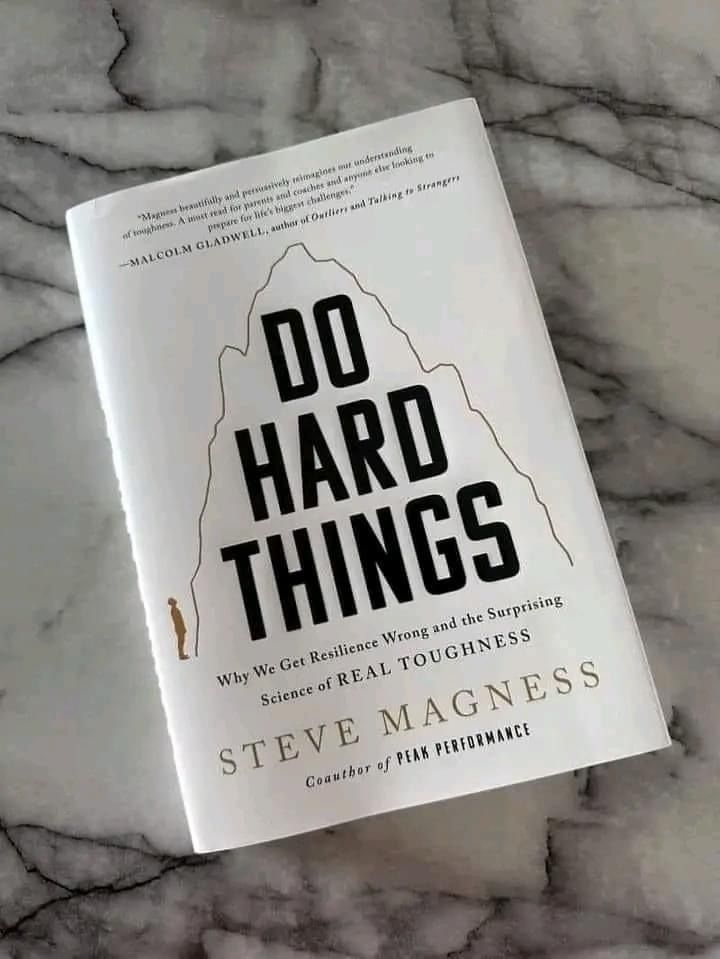 "Magness beautifully and persuasively reimagines our understanding
of toughness. A must read for parents and coaches and anyone else looking to
prepare for life's biggest challenges."
—MALCOLM GLADWELL, author of Outliers and Talking to Strangers
DO
HARD
THINGS
Why We Get Resilience Wrong and the Surprising
Science of REAL TOUGHNESS
STEVE MAGNESS
Coauthor of PEAK PERFORMANCE